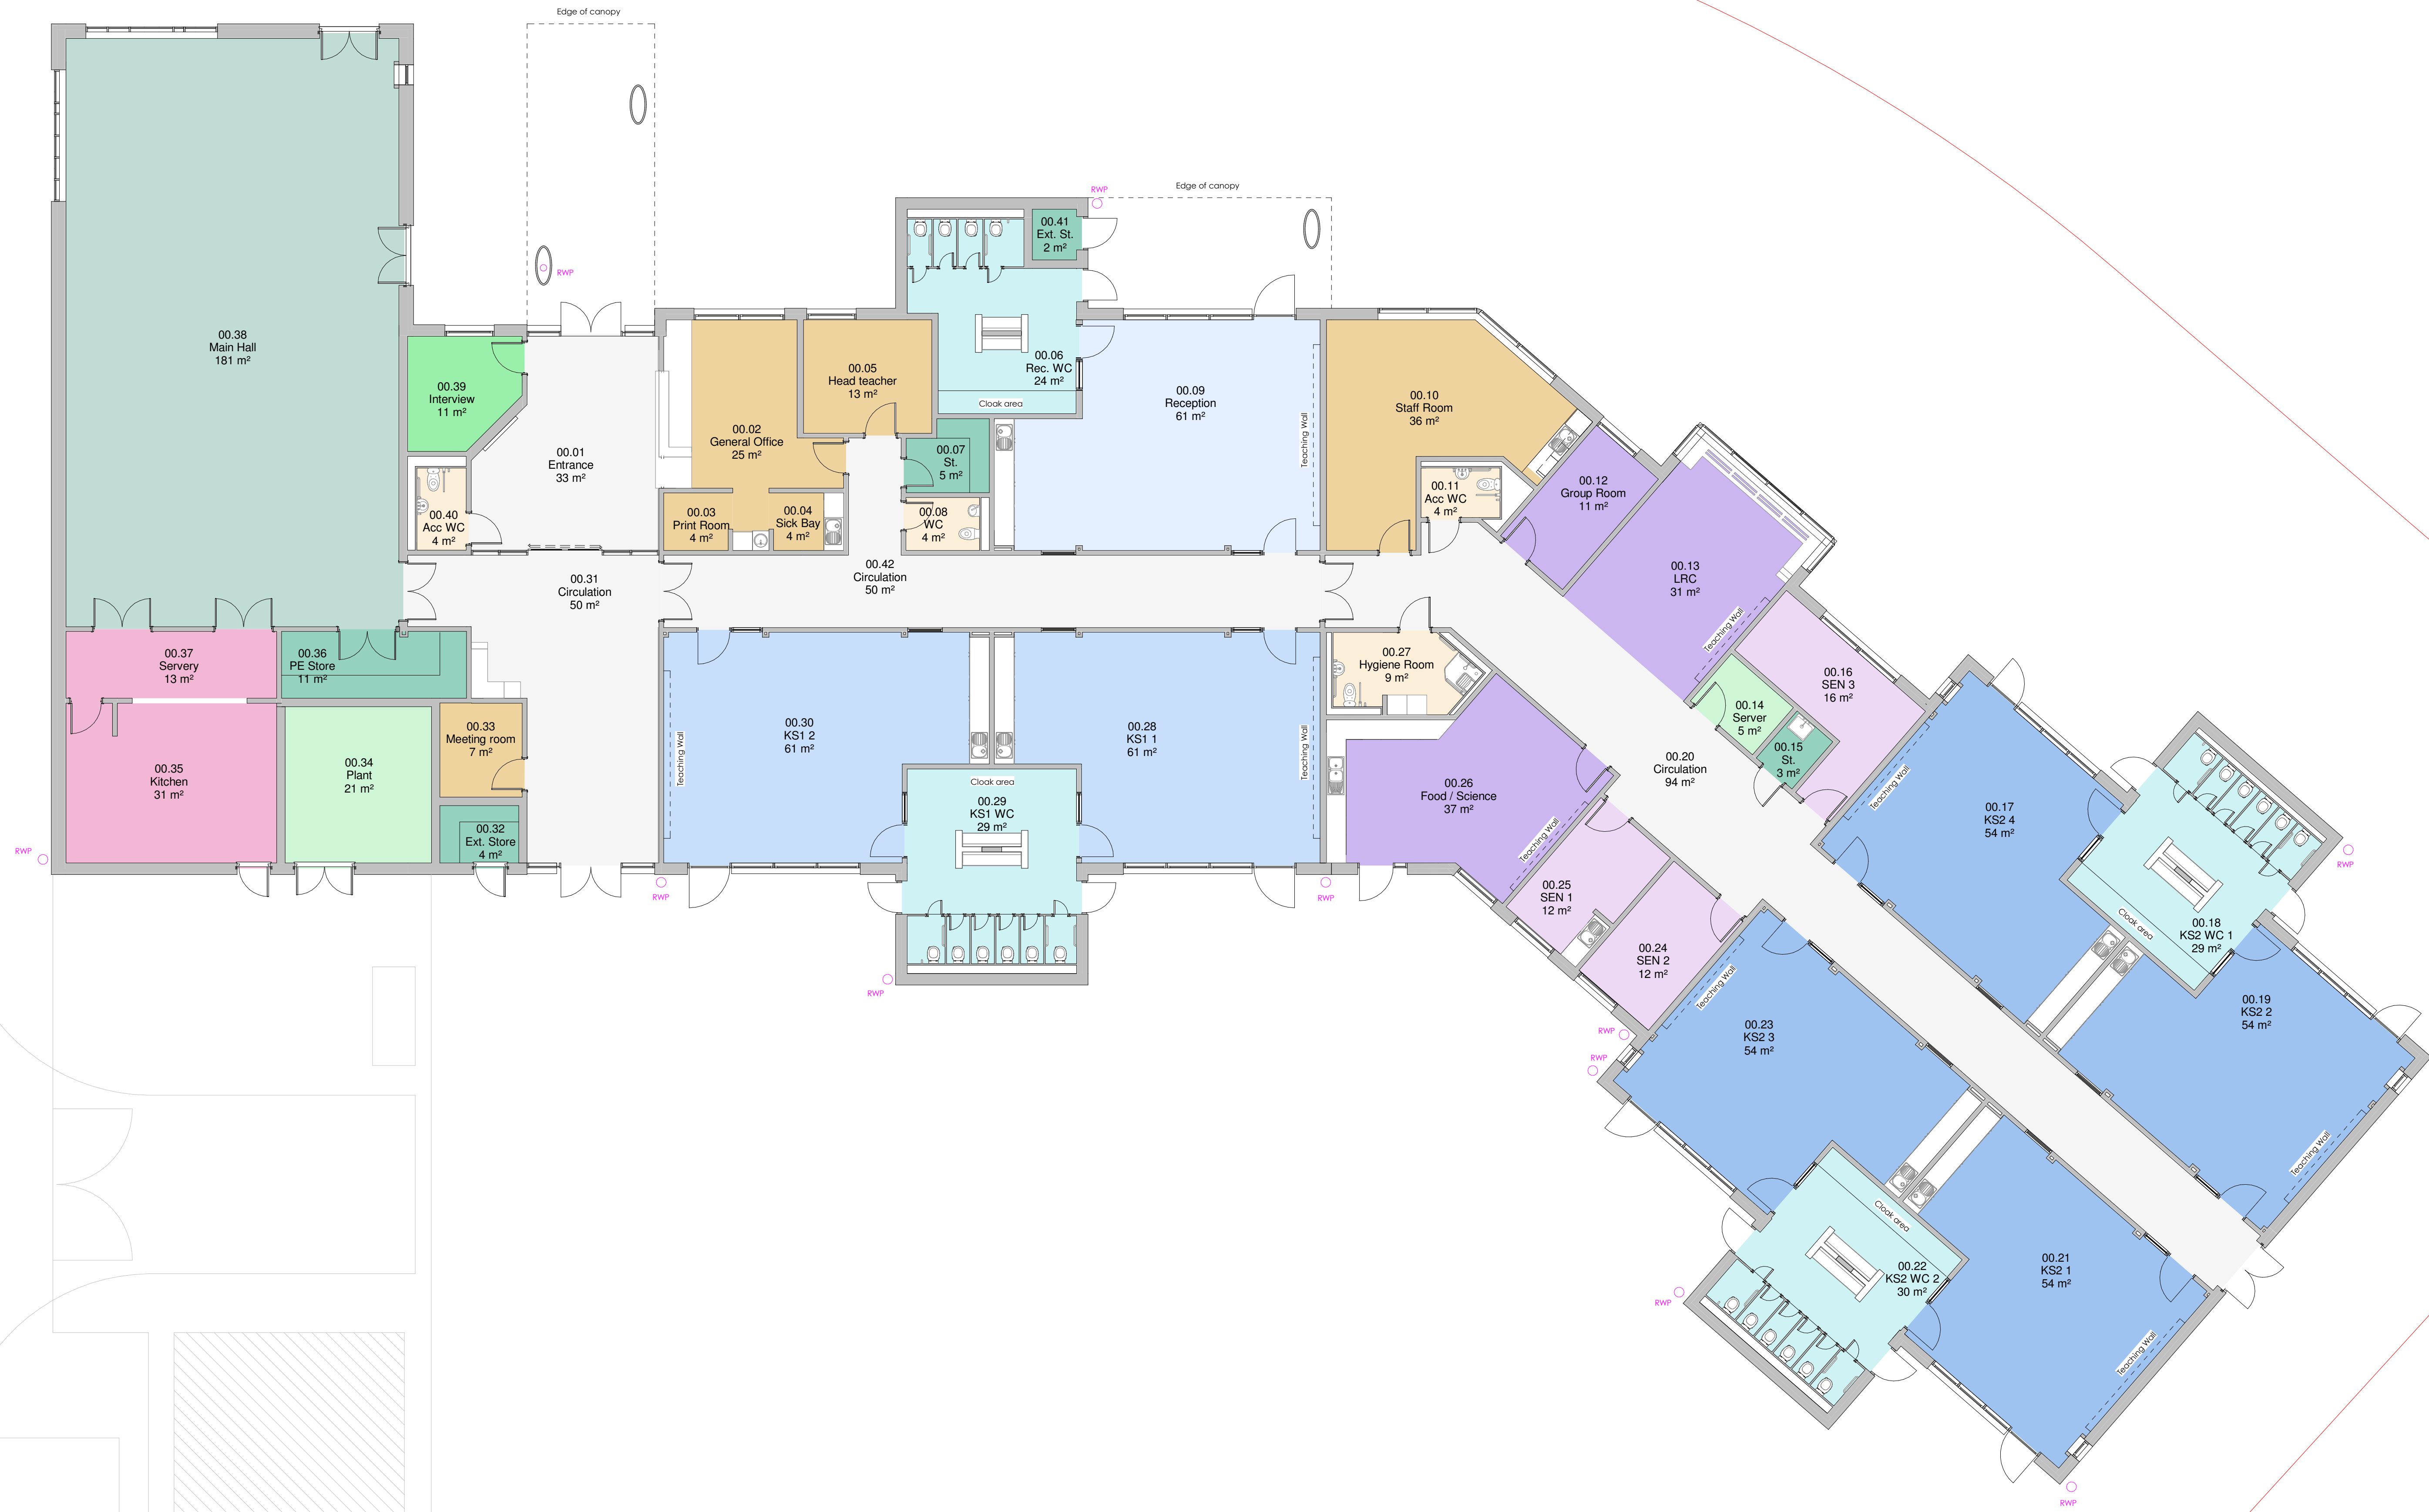 Edge of canopy
RWP
Edge of canopy
RWP
00.41
Ext. St.
2 m²
00.38
Main Hall
181 m²
00.39
Interview
11 m²
00.01
Entrance
33 m²
00.40
Acc WC
4 m²
00.02
General Office
25 m²
00.03
Print Room
4 m²
00.04
Sick Bay
4 m²
00.05
Head teacher
13 m²
00.06
Rec. WC
24 m²
Cloak area
00.07
St.
5 m²
00.08
WC
4 m²
00.09
Reception
61 m²
Teaching Wall
00.10
Staff Room
36 m²
00.11
Acc WC
4 m²
00.12
Group Room
11 m²
00.13
LRC
31 m²
Teaching Wall
00.31
Circulation
50 m²
00.42
Circulation
50 m²
00.37
Servery
13 m²
00.36
PE Store
11 m²
00.35
Kitchen
31 m²
00.34
Plant
21 m²
00.33
Meeting room
7 m²
00.32
Ext. Store
4 m²
RWP
RWP
Teaching Wall
00.30
KS1 2
61 m²
00.28
KS1 1
61 m²
Teaching Wall
Cloak area
00.29
KS1 WC
29 m²
RWP
RWP
00.27
Hygiene Room
9 m²
00.26
Food / Science
37 m²
Teaching Wall
00.14
Server
5 m²
00.15
St.
3 m²
00.16
SEN 3
16 m²
00.20
Circulation
94 m²
00.25
SEN 1
12 m²
00.24
SEN 2
12 m²
Teaching Wall
00.17
KS2 4
54 m²
Cloak area
00.18
KS2 WC 1
29 m²
RWP
00.19
KS2 2
54 m²
Teaching Wall
Teaching Wall
00.23
KS2 3
54 m²
RWP
RWP
Cloak area
00.22
KS2 WC 2
30 m²
RWP
00.21
KS2 1
54 m²
Teaching Wall
RWP